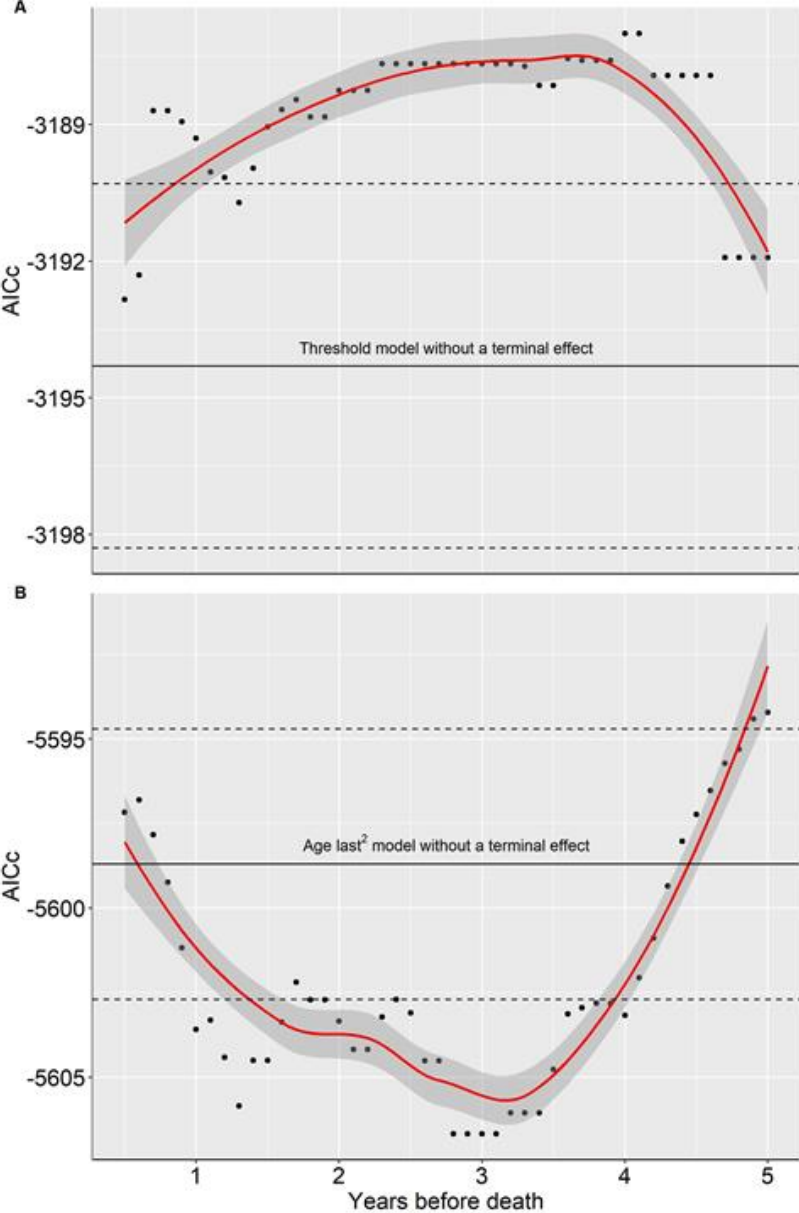 A
-3189
-3192
AICc
Threshold model without a terminal effect
-3195
-3198
B
-5595
Age last² model without a terminal effect
AICc
-5600
-5605
1 2 3 4 5
Years before death